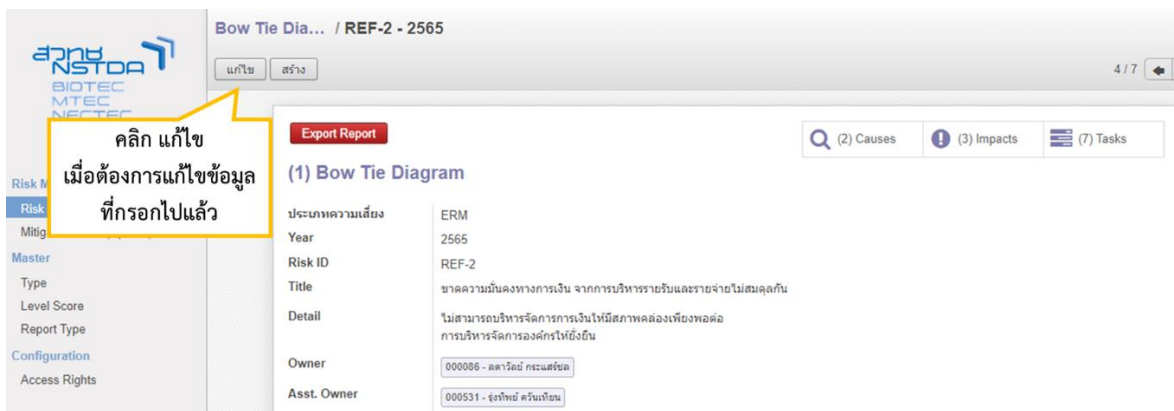 Bow Tie Dia... / REF-2 - 2565
สวทช
NSTDA
BIOTEC
MTEC
NECTEC
แก้ไข
สร้าง
4 / 7
คลิก แก้ไข
เมื่อต้องการแก้ไขข้อมูล
ที่กรอกไปแล้ว
Export Report
(2) Causes
(3) Impacts
(7) Tasks
Risk
Risk
Mitig
Master
Type
Level Score
Report Type
Configuration
Access Rights
(1) Bow Tie Diagram
ประเภทความเสี่ยง ERM
Year 2565
Risk ID REF-2
Title ขาดความมั่นคงทางการเงิน จากการบริหารรายรับและรายจ่ายไม่สมดุลกัน
Detail ไม่สามารถบริหารจัดการการเงินให้มีสภาพคล่องเพียงพอต่อ
การบริหารจัดการองค์กรให้ยั่งยืน
Owner 000086 - ลดาวัลย์ กระแสร์ชล
Asst. Owner 000531 - รุ่งทิพย์ ควันเทียน